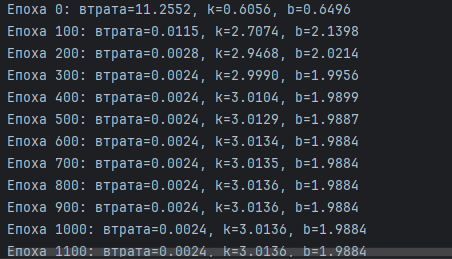 Епоха 0: втрата=11.2552, k=0.6056, b=0.6496
Епоха 100: втрата=0.0115, k=2.7074, b=2.1398
Епоха 200: втрата=0.0028, k=2.9468, b=2.0214
Епоха 300: втрата=0.0024, k=2.9990, b=1.9956
Епоха 400: втрата=0.0024, k=3.0104, b=1.9899
Епоха 500: втрата=0.0024, k=3.0129, b=1.9887
Епоха 600: втрата=0.0024, k=3.0134, b=1.9884
Епоха 700: втрата=0.0024, k=3.0135, b=1.9884
Епоха 800: втрата=0.0024, k=3.0136, b=1.9884
Епоха 900: втрата=0.0024, k=3.0136, b=1.9884
Епоха 1000: втрата=0.0024, k=3.0136, b=1.9884
Епоха 1100: втрата=0.0024, k=3.0136, b=1.9884